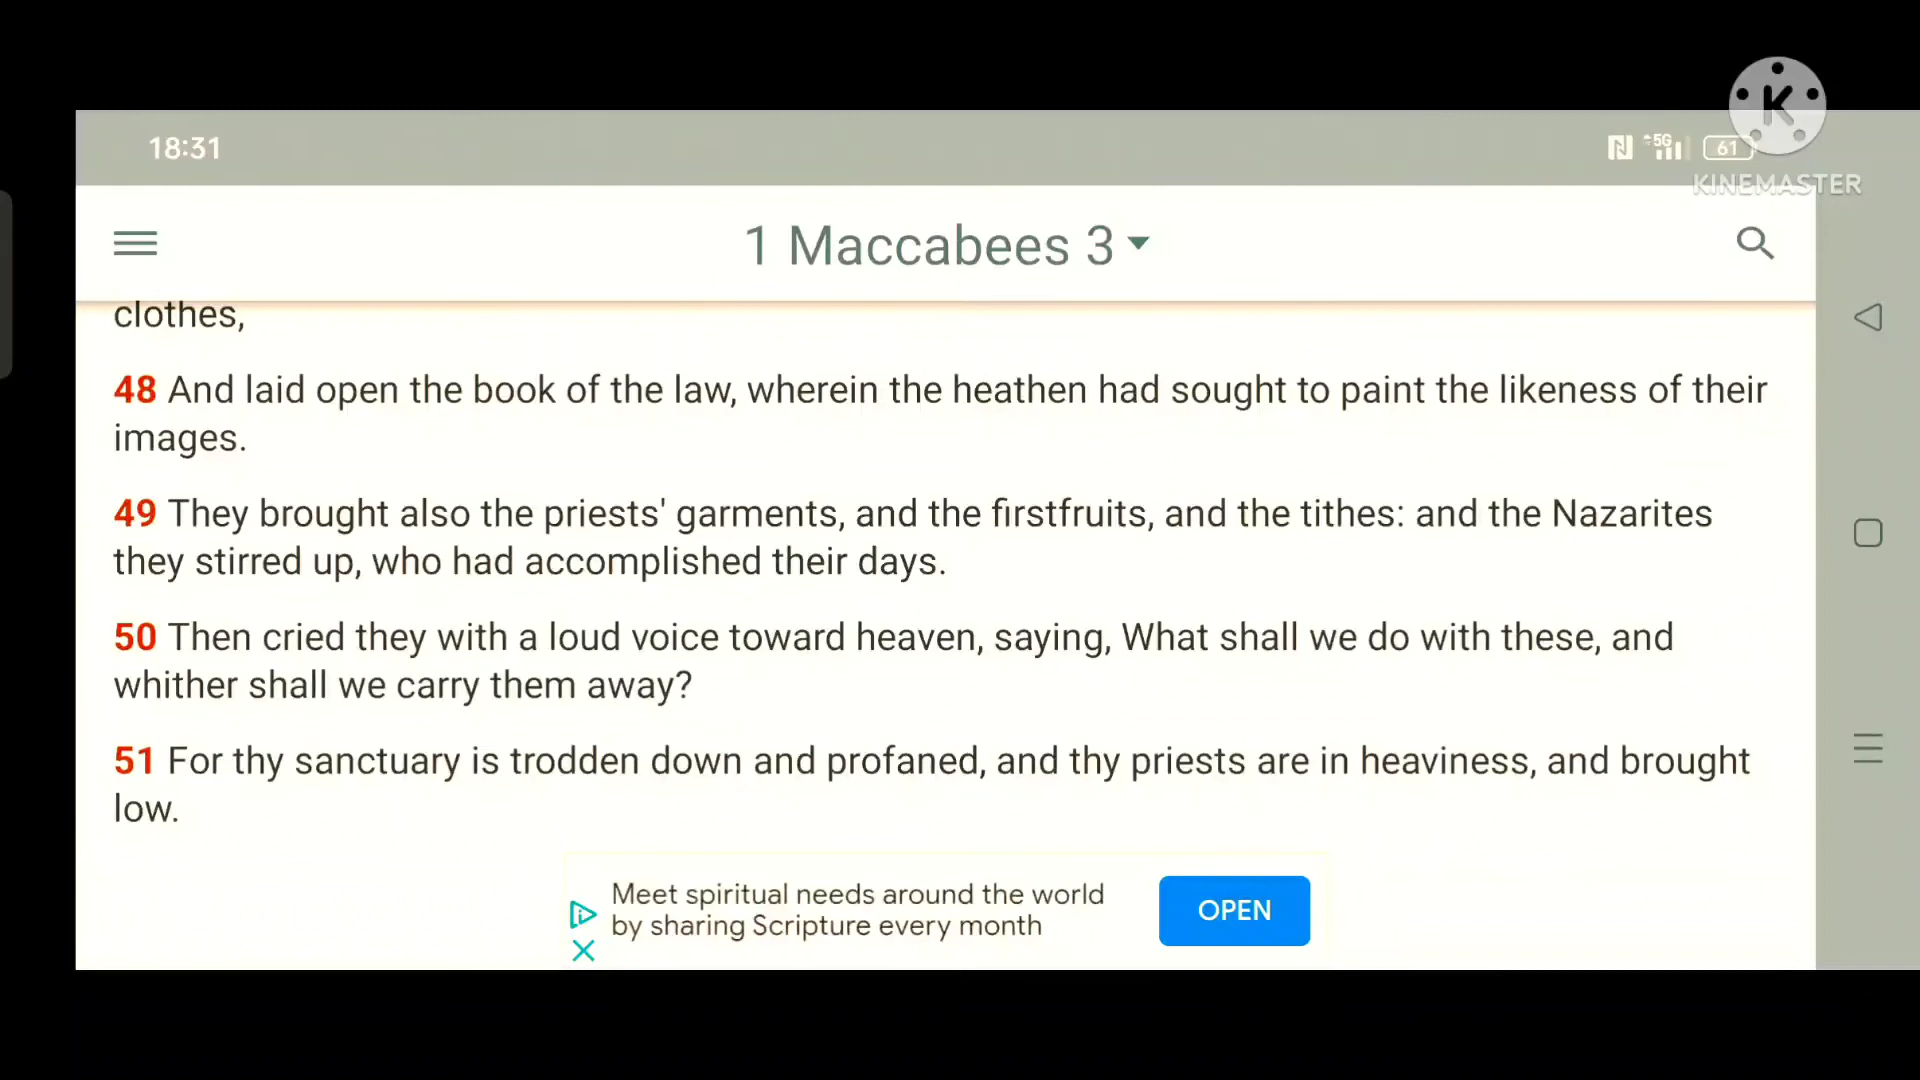 18:31
5G
61
K
KINEMASTER
1 Maccabees 3
clothes,
48 And laid open the book of the law, wherein the heathen had sought to paint the likeness of their
images.
49 They brought also the priests' garments, and the firstfruits, and the tithes: and the Nazarites
they stirred up, who had accomplished their days.
50 Then cried they with a loud voice toward heaven, saying, What shall we do with these, and
whither shall we carry them away?
51 For thy sanctuary is trodden down and profaned, and thy priests are in heaviness, and brought
low.
Meet spiritual needs around the world
by sharing Scripture every month
OPEN